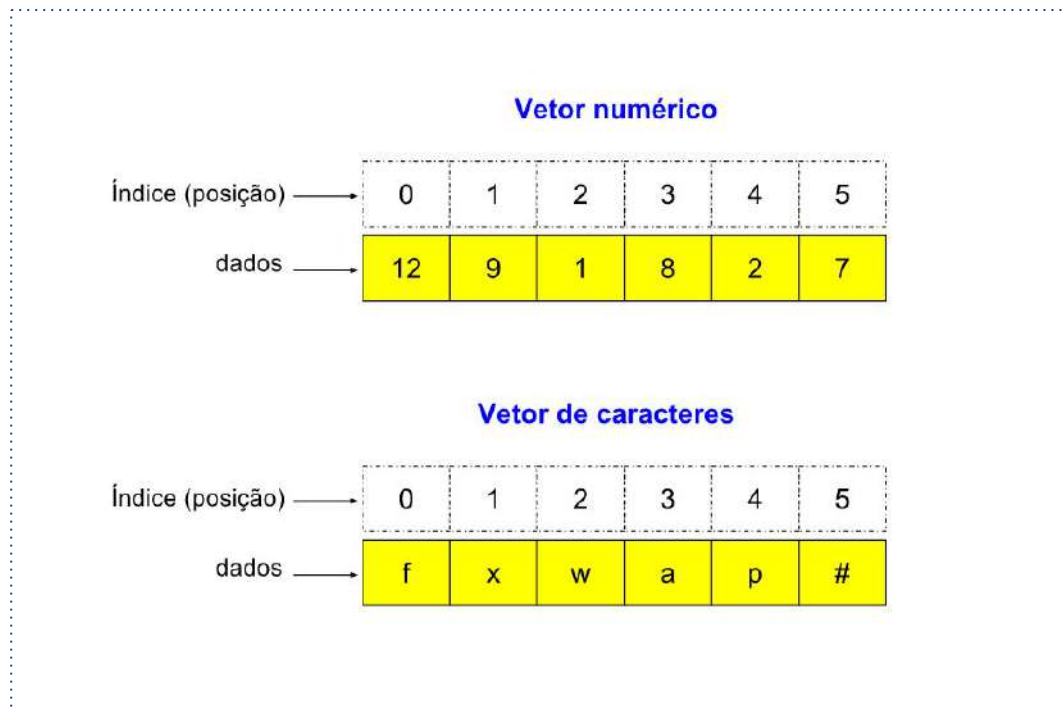 Vetor numérico
Índice (posição) 0 1 2 3 4 5
dados 12 9 1 8 2 7
Vetor de caracteres
Índice (posição) 0 1 2 3 4 5
dados f x w a p #